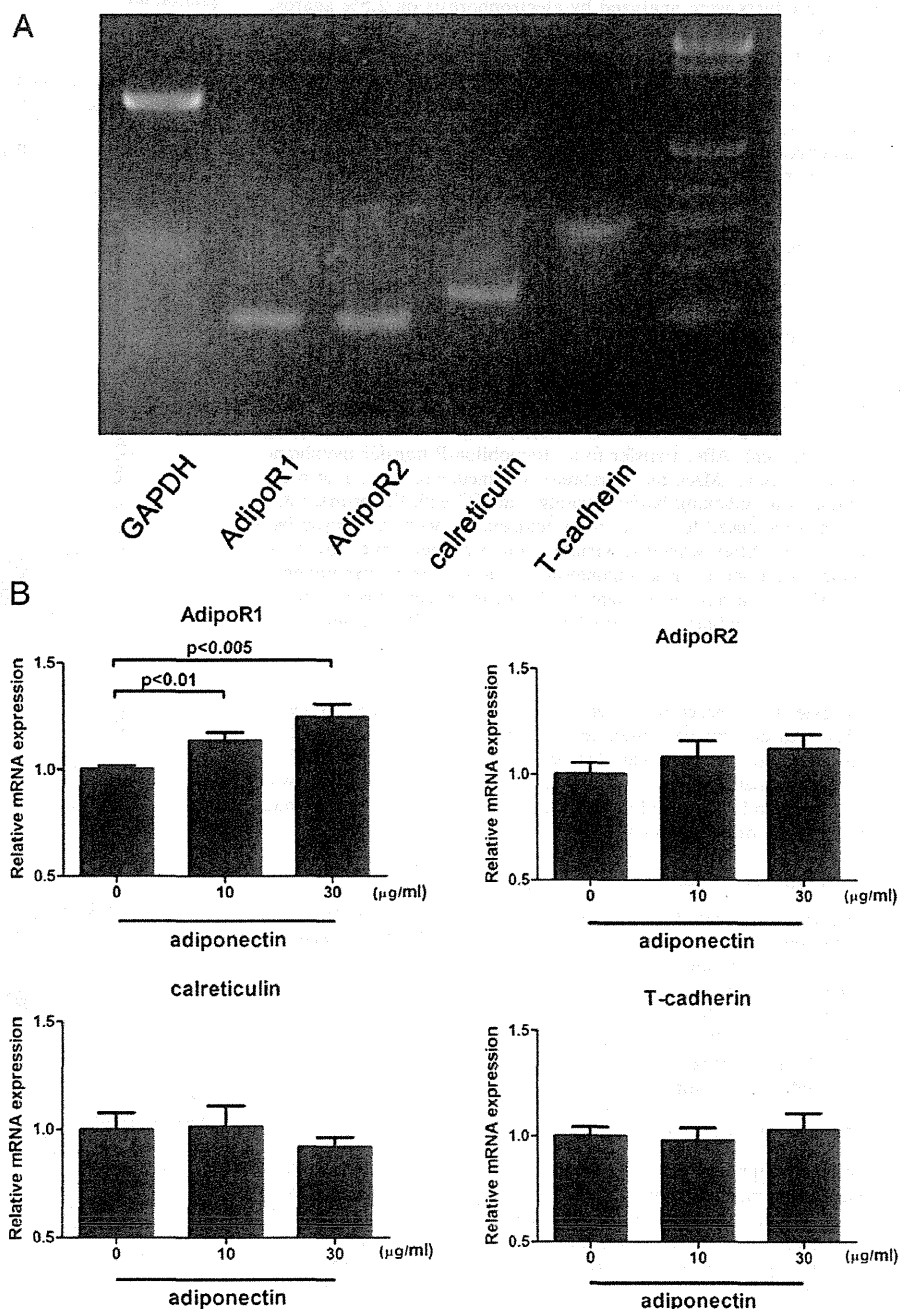 A
GAPDH
AdipoR1
AdipoR2
calreticulin
T-cadherin
B
AdipoR1
Relative mRNA expression
1.5
1.0
0.5
p<0.005
p<0.01
0 10 30 (μg/ml)
adiponectin
AdipoR2
Relative mRNA expression
1.5
1.0
0.5
0 10 30 (μg/ml)
adiponectin
calreticulin
Relative mRNA expression
1.5
1.0
0.5
0 10 30 (μg/ml)
adiponectin
T-cadherin
Relative mRNA expression
1.5
1.0
0.5
0 10 30 (μg/ml)
adiponectin